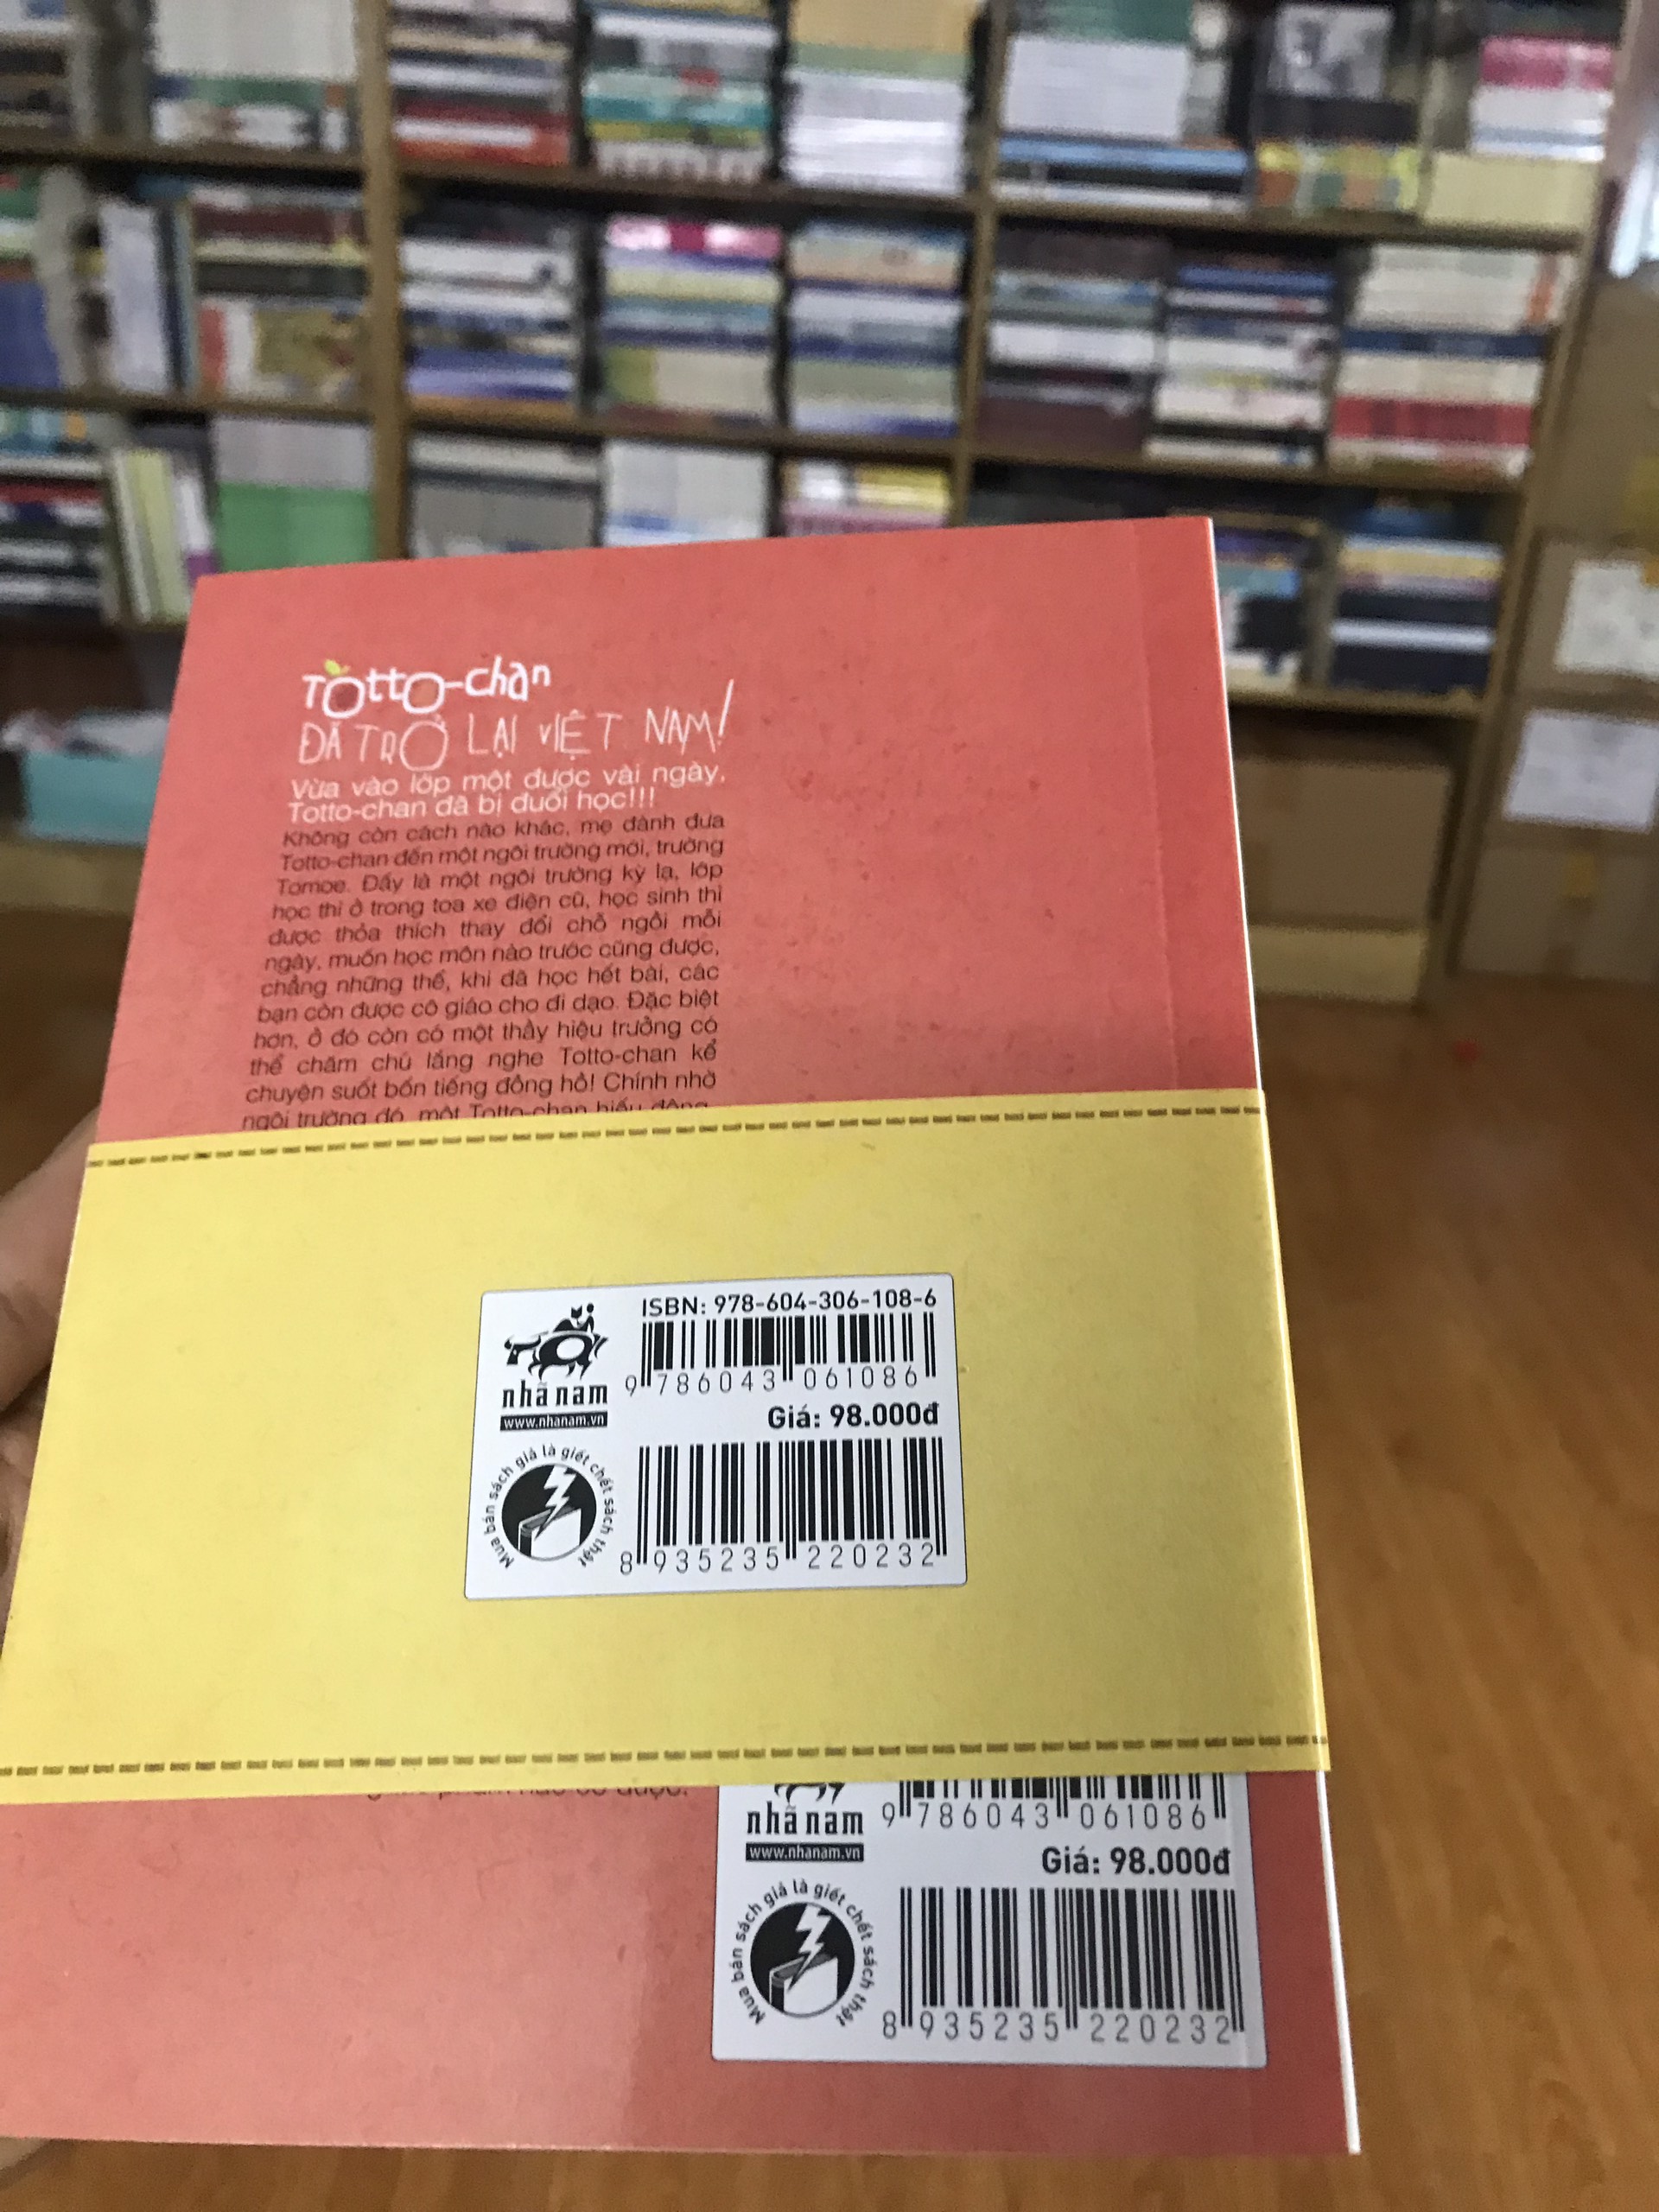 Totto-chan
ĐÃ TRỞ LẠI VIỆT NAM!
Vừa vào lớp một được vài ngày,
Totto-chan đã bị đuổi học!!!
Không còn cách nào khác, mẹ đành đưa
Totto-chan đến một ngôi trường mới, trường
Tomoe. Đấy là một ngôi trường kỳ lạ, lớp
học thì ở trong toa xe điện cũ, học sinh thì
được thỏa thích thay đổi chỗ ngồi mỗi
ngày, muốn học môn nào trước cũng được,
chẳng những thế, khi đã học hết bài, các
bạn còn được cô giáo cho đi dạo. Đặc biệt
hơn, ở đó còn có một thầy hiệu trưởng có
thể chăm chú lắng nghe Totto-chan kể
chuyện suốt bốn tiếng đồng hồ! Chính nhờ
ngôi trường đó, một Totto-chan hiếu động,
ISBN: 978-604-306-108-6
9 786043 061086
nhã nam
www.nhanam.vn
Giá: 98.000đ
Mua bán sách giả là giết chết sách thật
8 935235 220232
nhã nam
www.nhanam.vn
9 786043 061086
Giá: 98.000đ
Mua bán sách giả là giết chết sách thật
8 935235 220232